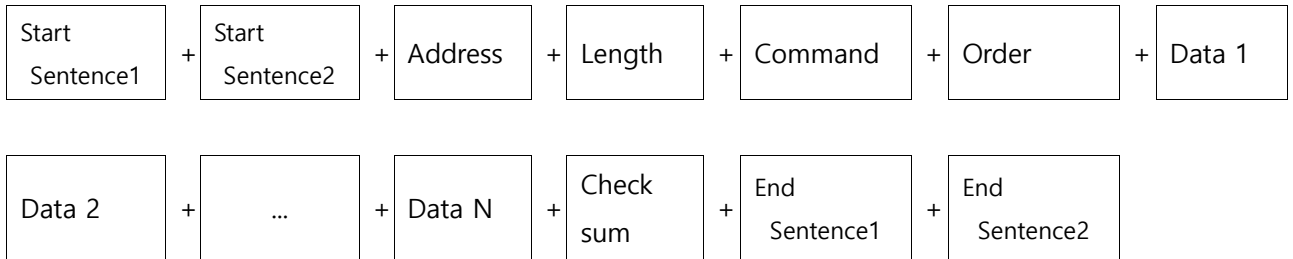 Start Sentence1 + Start Sentence2 + Address + Length + Command + Order + Data 1
Data 2 + ... + Data N + Check sum + End Sentence1 + End Sentence2